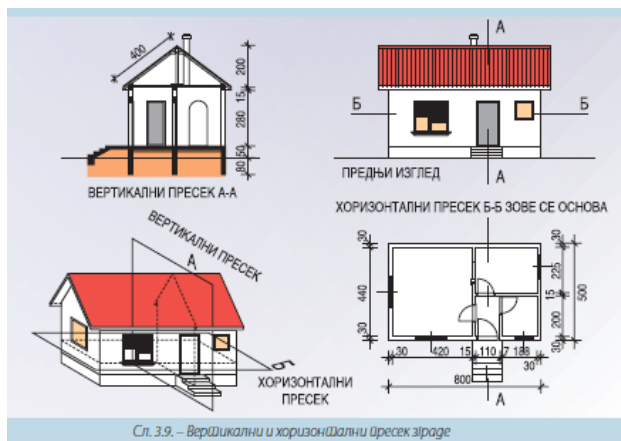 400
200
15
280
50
80
ВЕРТИКАЛНИ ПРЕСЕК А-А
А
Б
Б
А
ПРЕДЊИ ИЗГЛЕД
ВЕРТИКАЛНИ ПРЕСЕК
А
Б
ХОРИЗОНТАЛНИ
ПРЕСЕК
ХОРИЗОНТАЛНИ ПРЕСЕК Б-Б ЗОВЕ СЕ ОСНОВА
30
440
30
30
225
15
200
30
500
30 420 15 110 7 188
30
800
А
Сл. 3.9. – Вертикални и хоризонтални пресек зграде